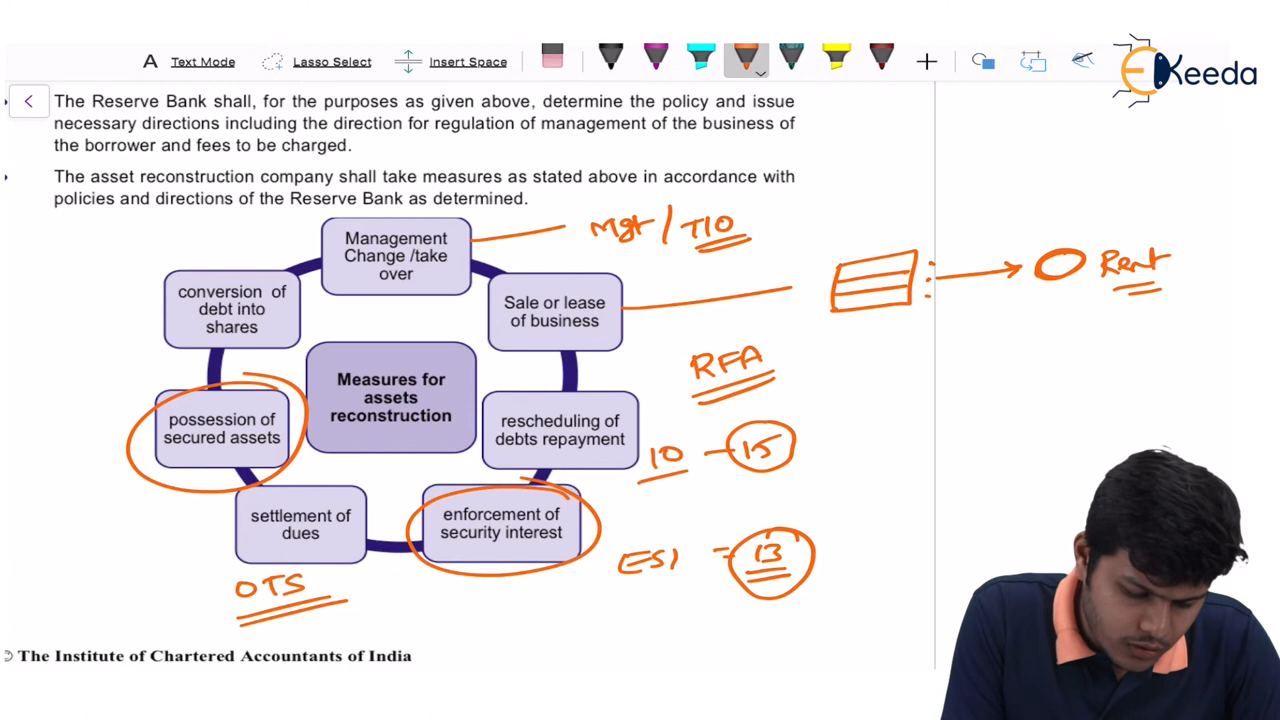 Text Mode
Lasso Select
Insert Space
Keeda
The Reserve Bank shall, for the purposes as given above, determine the policy and issue
necessary directions including the direction for regulation of management of the business of
the borrower and fees to be charged.
The asset reconstruction company shall take measures as stated above in accordance with
policies and directions of the Reserve Bank as determined.
Management
Change /take
over
Mgt / T/O
conversion of
debt into
shares
Sale or lease
of business
Rent
Measures for
assets
reconstruction
RFA
possession of
secured assets
rescheduling of
debts repayment
10 - 15
settlement of
dues
enforcement of
security interest
ESI = 13
OTS
© The Institute of Chartered Accountants of India